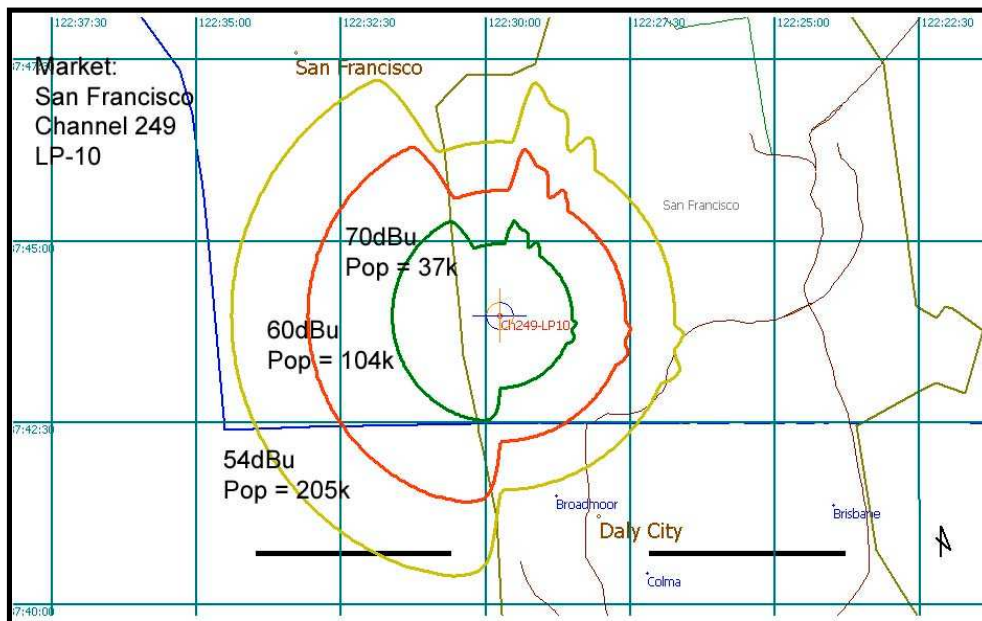 122:37:30
122:35:00
122:32:30
122:30:00
122:27:30
122:25:00
122:22:30
Market:
San Francisco
Channel 249
LP-10
San Francisco
San Francisco
37:45:00
70dBu
Pop = 37k
Ch249-LP10
60dBu
Pop = 104k
37:42:30
54dBu
Pop = 205k
Broadmoor
Daly City
Brisbane
Colma
37:40:00